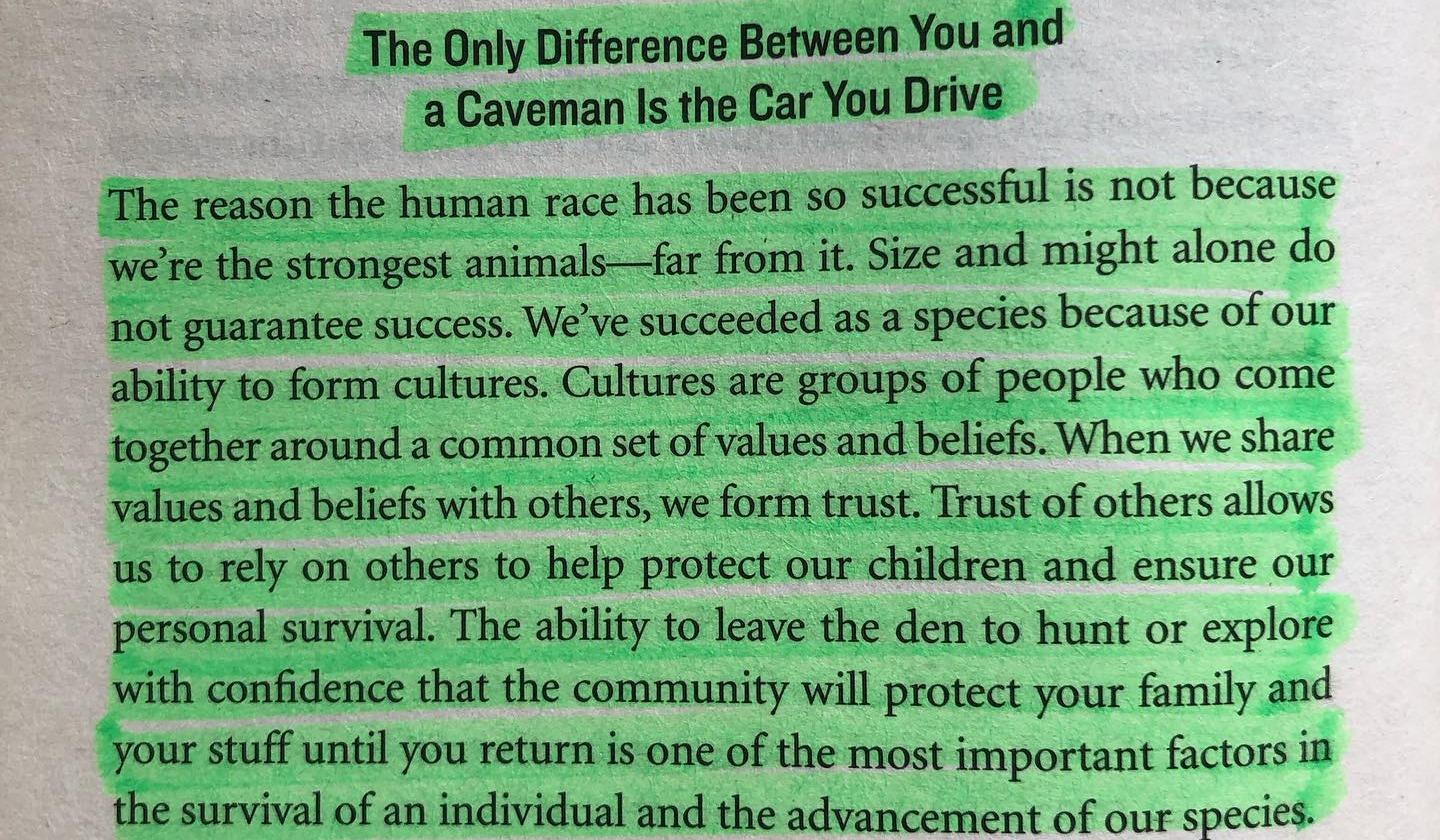 The Only Difference Between You and
a Caveman Is the Car You Drive
The reason the human race has been so successful is not because
we're the strongest animals—far from it. Size and might alone do
not guarantee success. We've succeeded as a species because of our
ability to form cultures. Cultures are groups of people who come
together around a common set of values and beliefs. When we share
values and beliefs with others, we form trust. Trust of others allows
us to rely on others to help protect our children and ensure our
personal survival. The ability to leave the den to hunt or explore
with confidence that the community will protect your family and
your stuff until you return is one of the most important factors in
the survival of an individual and the advancement of our species.